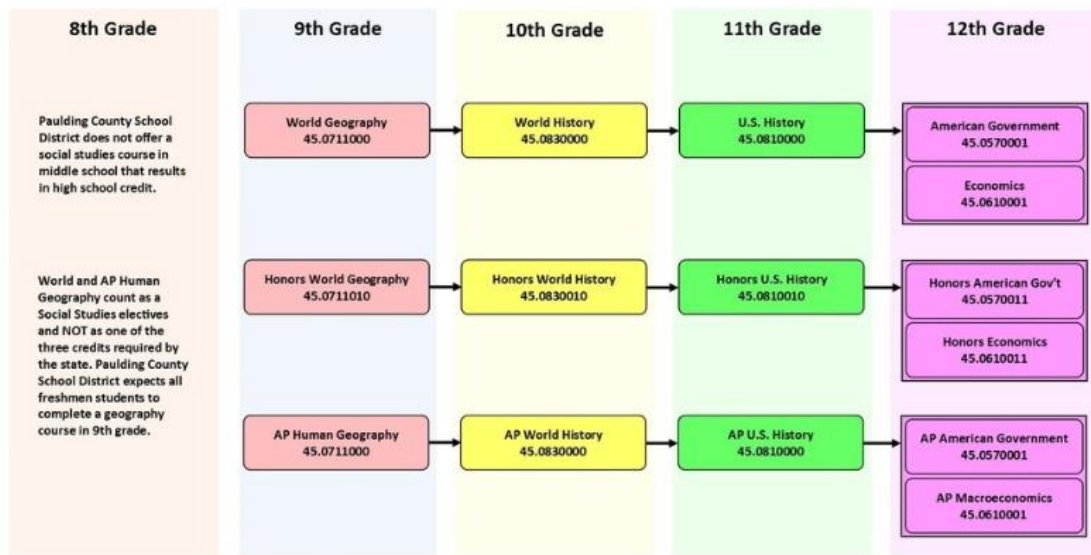 8th Grade
9th Grade
10th Grade
11th Grade
12th Grade
Paulding County School
District does not offer a
social studies course in
middle school that results
in high school credit.
World Geography
45.0711000
World History
45.0830000
U.S. History
45.0810000
American Government
45.0570001
Economics
45.0610001
World and AP Human
Geography count as a
Social Studies electives
and NOT as one of the
three credits required by
the state. Paulding County
School District expects all
freshmen students to
complete a geography
course in 9th grade.
Honors World Geography
45.0711010
Honors World History
45.0830010
Honors U.S. History
45.0810010
Honors American Gov't
45.0570011
Honors Economics
45.0610011
AP Human Geography
45.0711000
AP World History
45.0830000
AP U.S. History
45.0810000
AP American Government
45.0570001
AP Macroeconomics
45.0610001